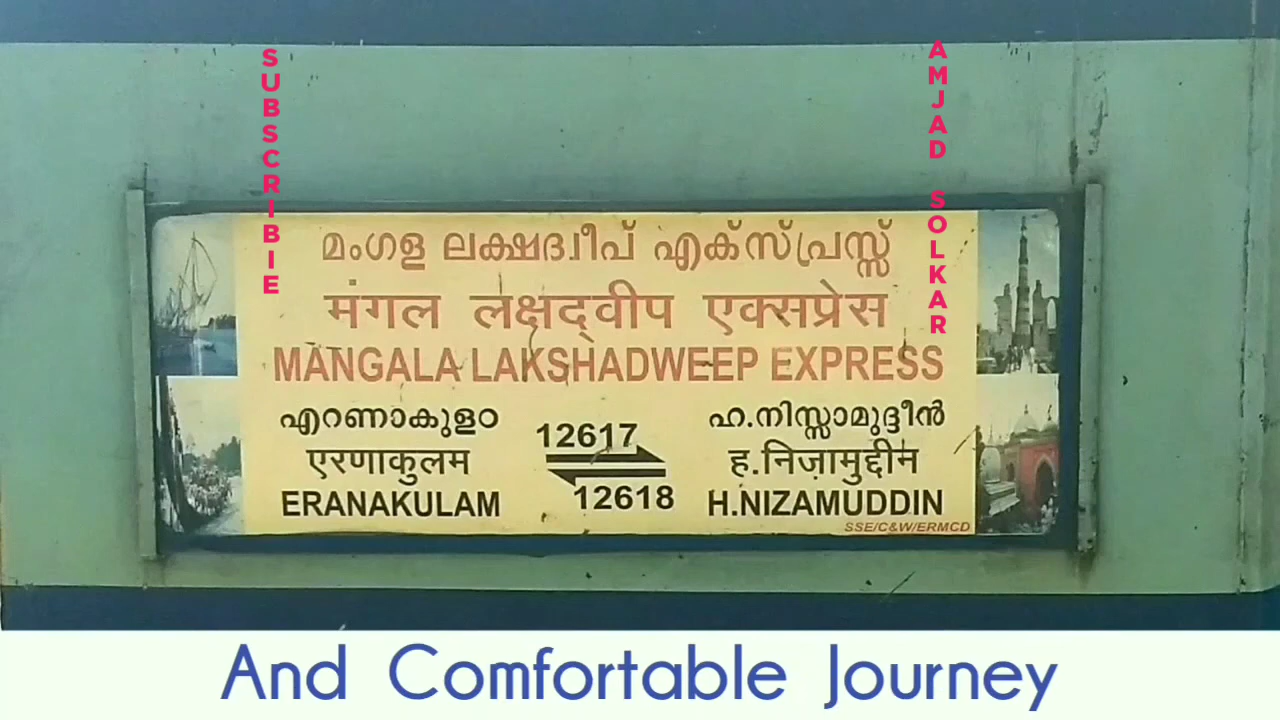 SUBSCRIBIE
AMJAD SOLKAR
മംഗള ലക്ഷദ്വീപ് എക്സ്പ്രസ്സ്
मंगल लक्षद्वीप एक्सप्रेस
MANGALA LAKSHADWEEP EXPRESS
എറണാകുളഠ 12617 ഹ.നിസ്സാമുദ്ദീൻ
एरणाकुलम ह.निज़ामुद्दीन
ERANAKULAM 12618 H.NIZAMUDDIN
SSE/C&W/ERMCD
And Comfortable Journey